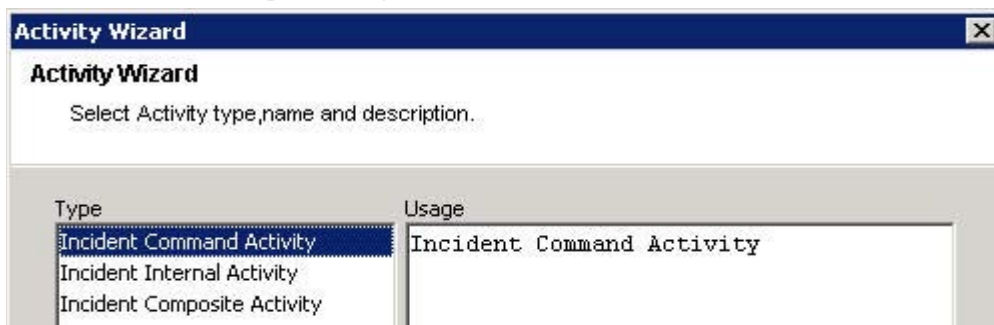 Activity Wizard
Activity Wizard
Select Activity type,name and description.
Type
Usage
Incident Command Activity
Incident Command Activity
Incident Internal Activity
Incident Composite Activity